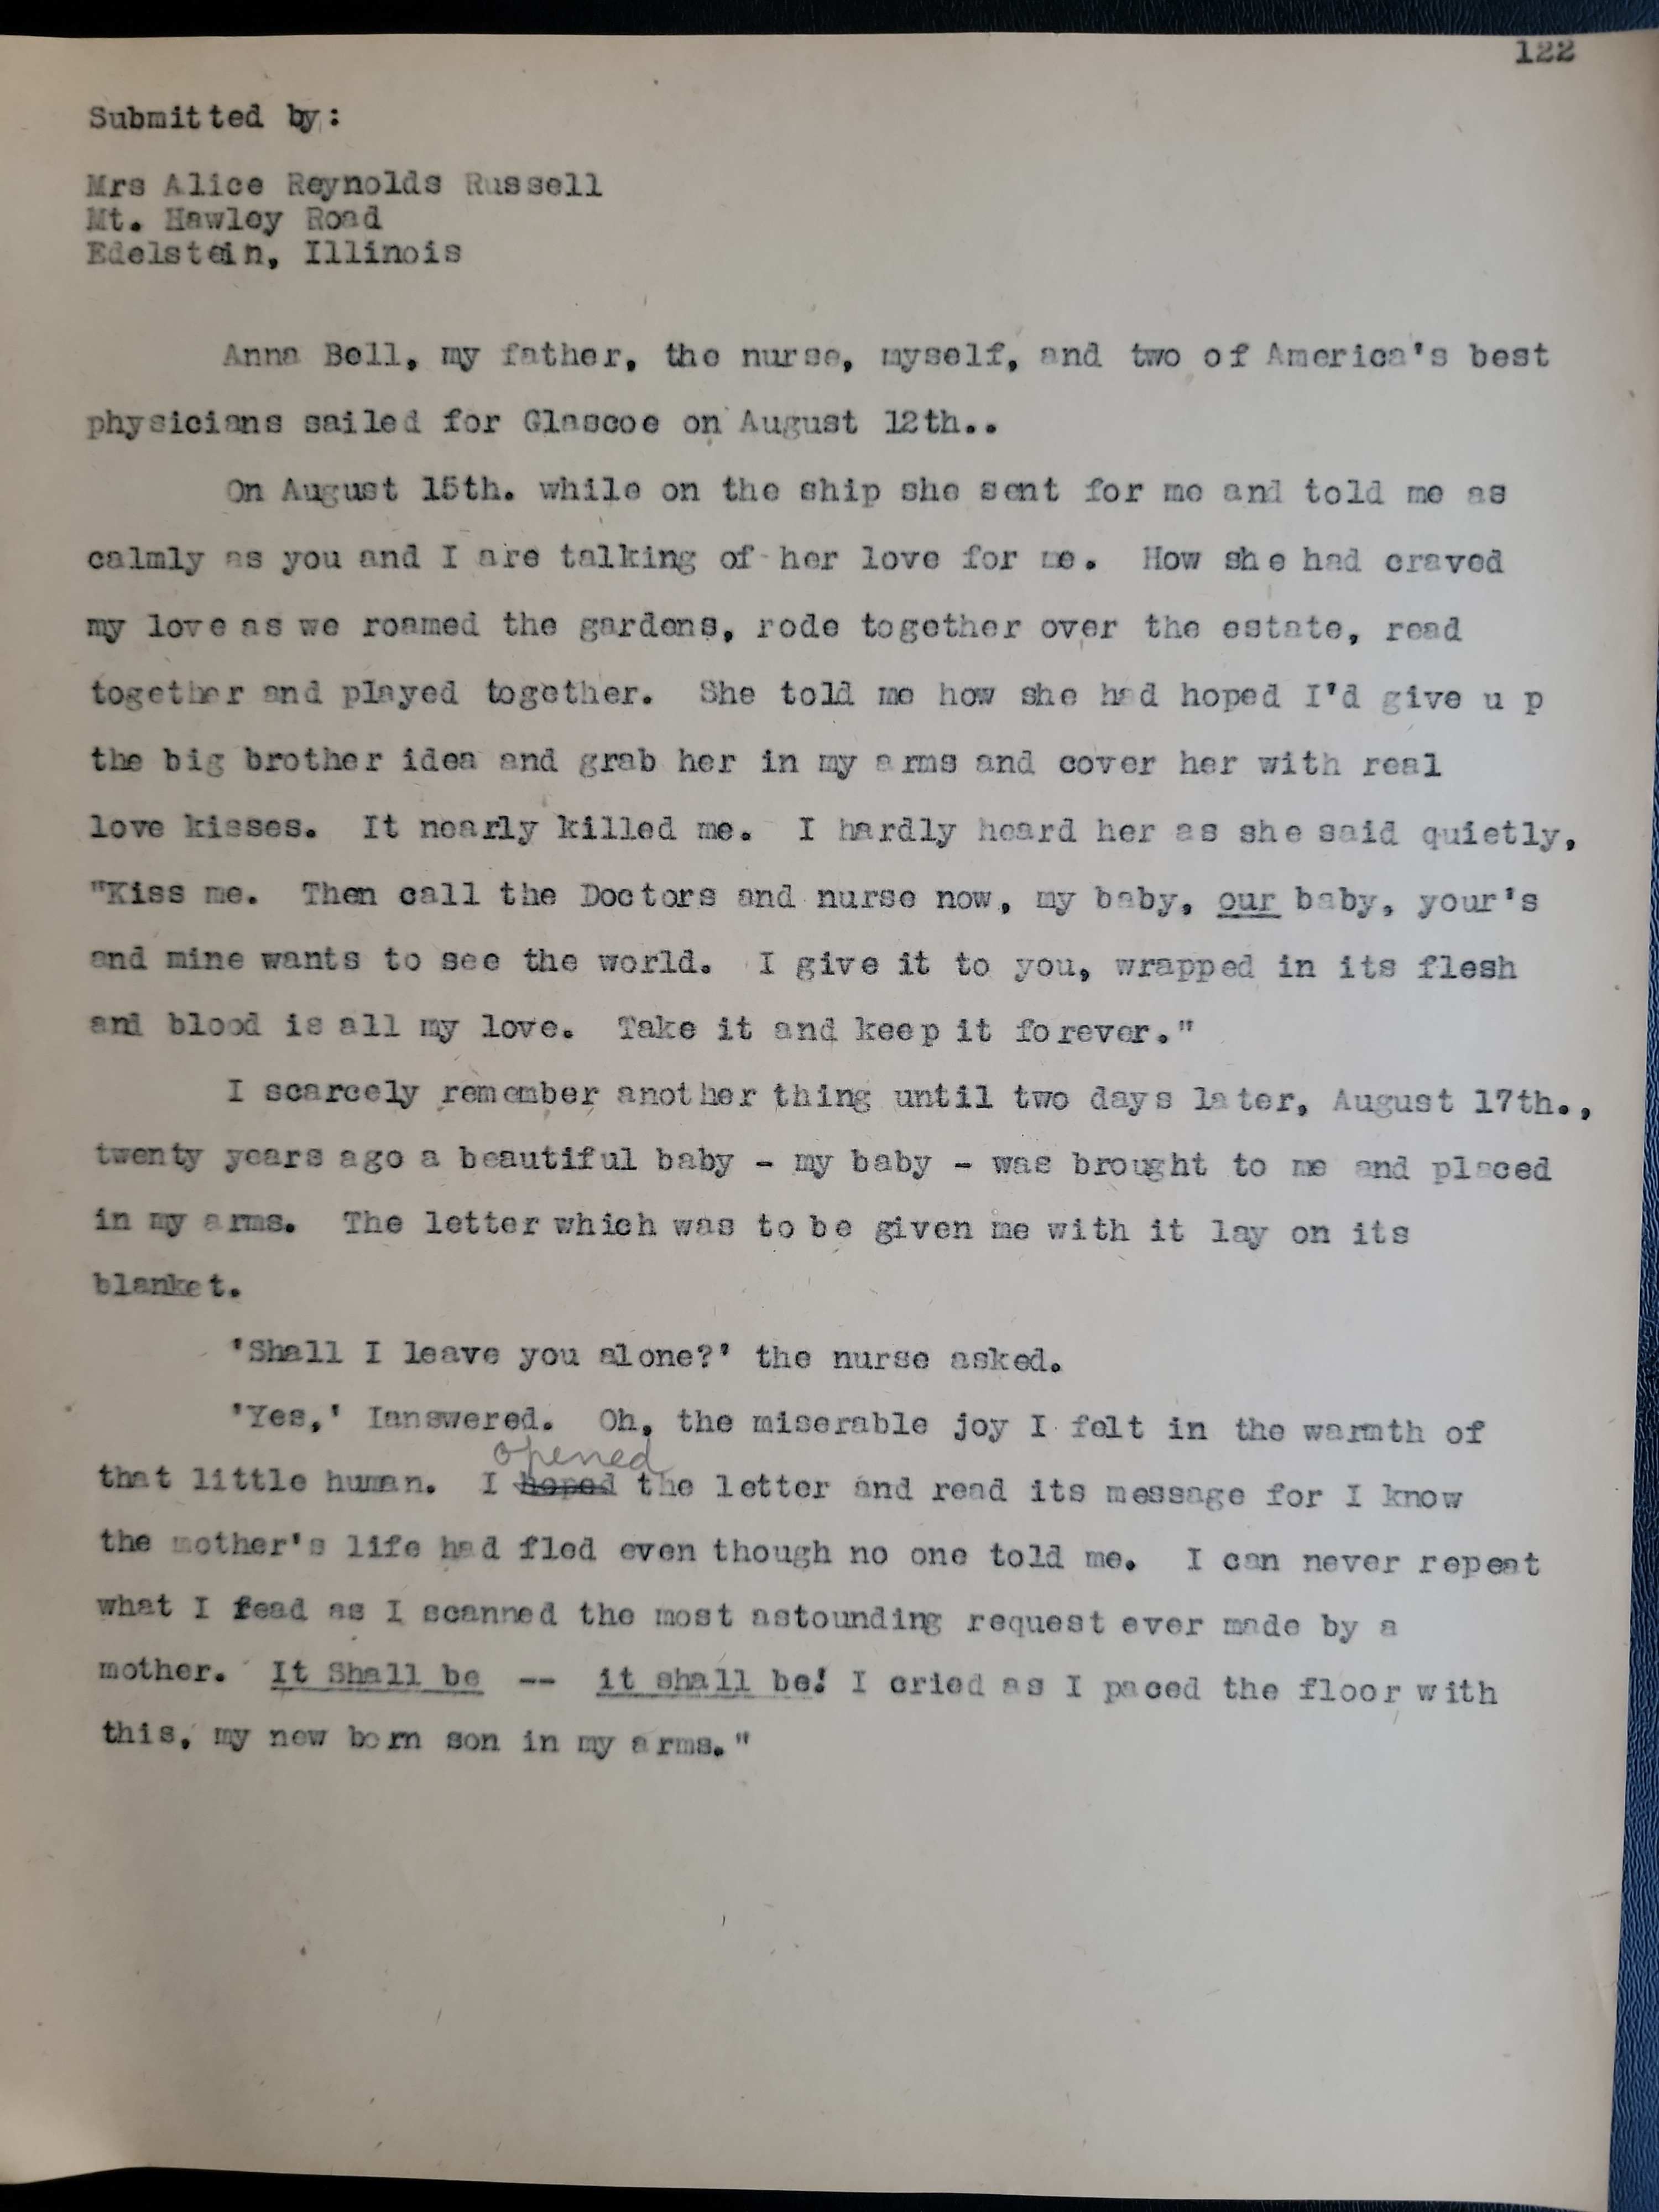 122
Submitted by:
Mrs Alice Reynolds Russell
Mt. Hawley Road
Edelstein, Illinois
Anna Bell, my father, the nurse, myself, and two of America's best
physicians sailed for Glascoe on August 12th..
On August 15th. while on the ship she sent for me and told me as
calmly as you and I are talking of her love for me. How she had craved
my love as we roamed the gardens, rode together over the estate, read
together and played together. She told me how she had hoped I'd give u p
the big brother idea and grab her in my arms and cover her with real
love kisses. It nearly killed me. I hardly heard her as she said quietly,
"Kiss me. Then call the Doctors and nurse now, my baby, our baby, your's
and mine wants to see the world. I give it to you, wrapped in its flesh
and blood is all my love. Take it and keep it forever."
I scarcely remember another thing until two days later, August 17th.,
twenty years ago a beautiful baby - my baby - was brought to me and placed
in my arms. The letter which was to be given me with it lay on its
blanket.
'Shall I leave you alone?' the nurse asked.
'Yes,' Ianswered. Oh, the miserable joy I felt in the warmth of
opened
that little human. I hoped the letter and read its message for I know
the mother's life had fled even though no one told me. I can never repeat
what I read as I scanned the most astounding request ever made by a
mother. It Shall be -- it shall be! I cried as I paced the floor with
this, my new born son in my arms."